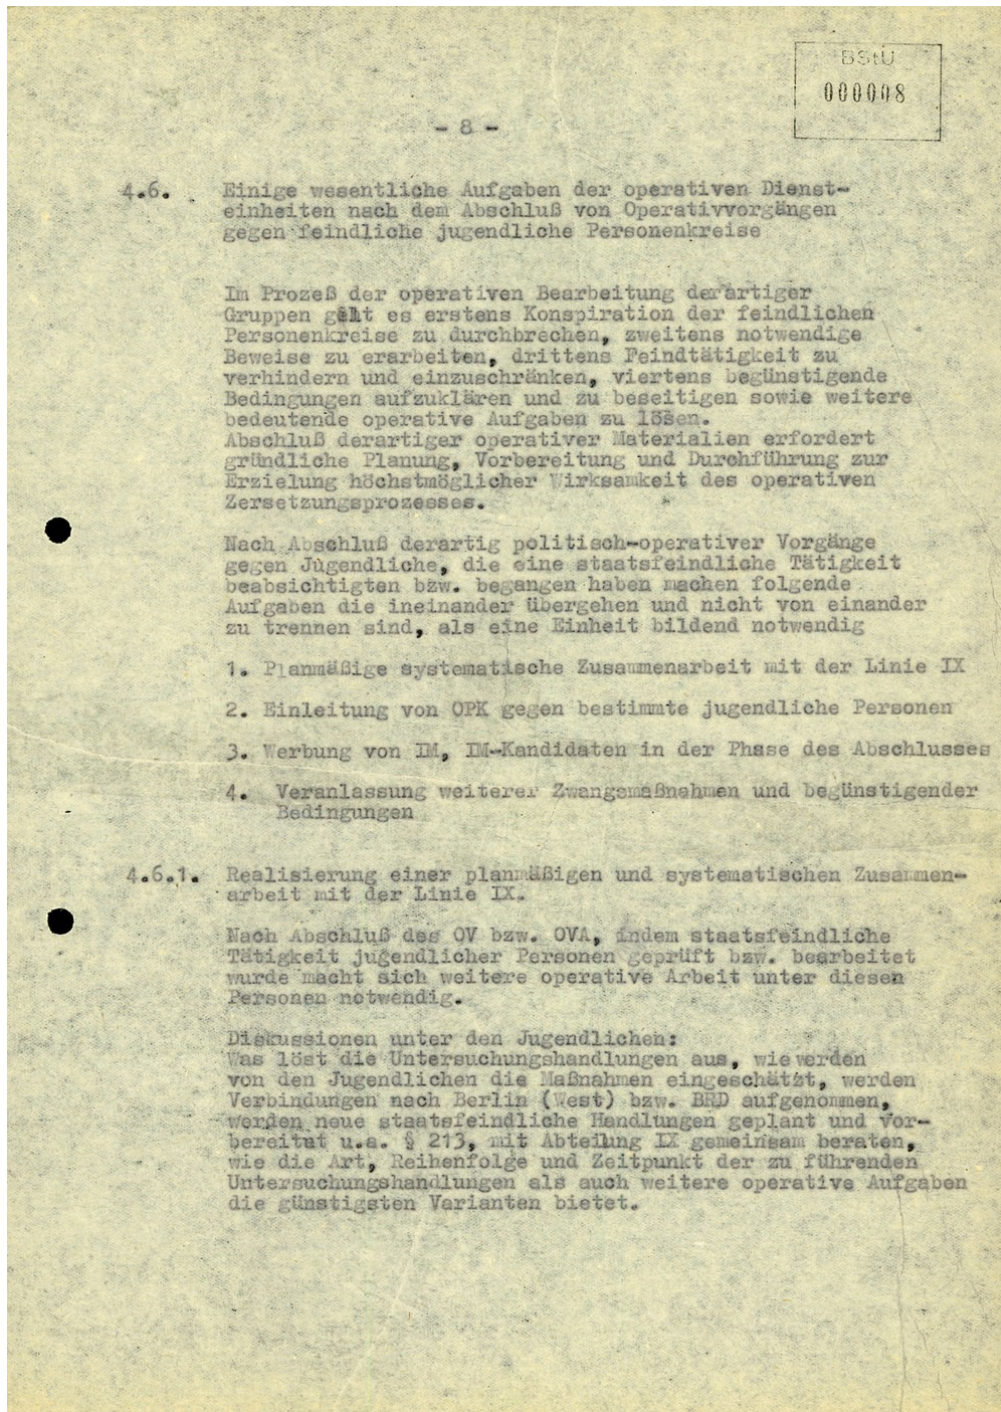 BStU
000008
- 8 -
4.6. Einige wesentliche Aufgaben der operativen Dienst-
einheiten nach dem Abschluß von Operativvorgängen
gegen feindliche jugendliche Personenkreise
Im Prozeß der operativen Bearbeitung derartiger
Gruppen gilt es erstens Konspiration der feindlichen
Personenkreise zu durchbrechen, zweitens notwendige
Beweise zu erarbeiten, drittens Feindtätigkeit zu
verhindern und einzuschränken, viertens begünstigende
Bedingungen aufzuklären und zu beseitigen sowie weitere
bedeutende operative Aufgaben zu lösen.
Abschluß derartiger operativer Materialien erfordert
gründliche Planung, Vorbereitung und Durchführung zur
Erzielung höchstmöglicher Wirksamkeit des operativen
Zersetzungsprozesses.
Nach Abschluß derartig politisch-operativer Vorgänge
gegen Jugendliche, die eine staatsfeindliche Tätigkeit
beabsichtigten bzw. begangen haben machen folgende
Aufgaben die ineinander übergehen und nicht von einander
zu trennen sind, als eine Einheit bildend notwendig
1. Planmäßige systematische Zusammenarbeit mit der Linie IX
2. Einleitung von OPK gegen bestimmte jugendliche Personen
3. Werbung von IM, IM-Kandidaten in der Phase des Abschlusses
4. Veranlassung weiterer Zwangsmaßnahmen und begünstigender
Bedingungen
4.6.1. Realisierung einer planmäßigen und systematischen Zusammen-
arbeit mit der Linie IX.
Nach Abschluß des OV bzw. OVA, indem staatsfeindliche
Tätigkeit jugendlicher Personen geprüft bzw. bearbeitet
wurde macht sich weitere operative Arbeit unter diesen
Personen notwendig.
Diskussionen unter den Jugendlichen:
Was löst die Untersuchungshandlungen aus, wie werden
von den Jugendlichen die Maßnahmen eingeschätzt, werden
Verbindungen nach Berlin (West) bzw. BRD aufgenommen,
werden neue staatsfeindliche Handlungen geplant und vor-
bereitet u.a. § 213, mit Abteilung IX gemeinsam beraten,
wie die Art, Reihenfolge und Zeitpunkt der zu führenden
Untersuchungshandlungen als auch weitere operative Aufgaben
die günstigsten Varianten bietet.